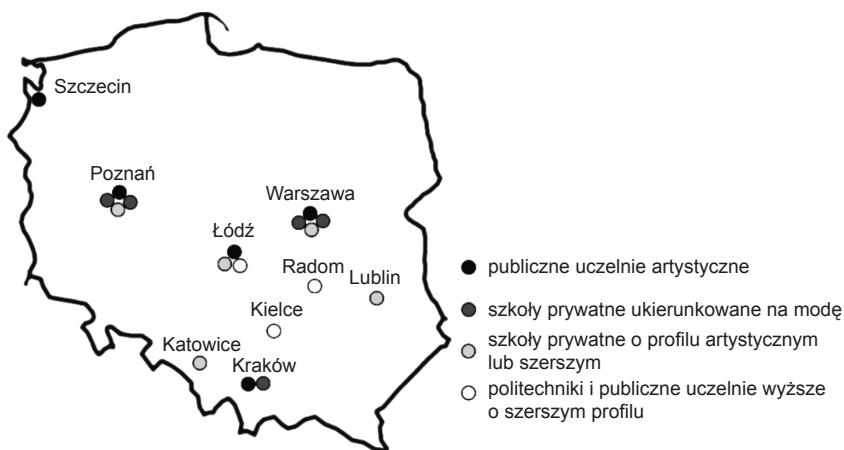 Szczecin
Poznań
Warszawa
Łódź
Radom
Lublin
Kielce
Katowice
Kraków
publiczne uczelnie artystyczne
szkoły prywatne ukierunkowane na modę
szkoły prywatne o profilu artystycznym
lub szerszym
politechniki i publiczne uczelnie wyższe
o szerszym profilu